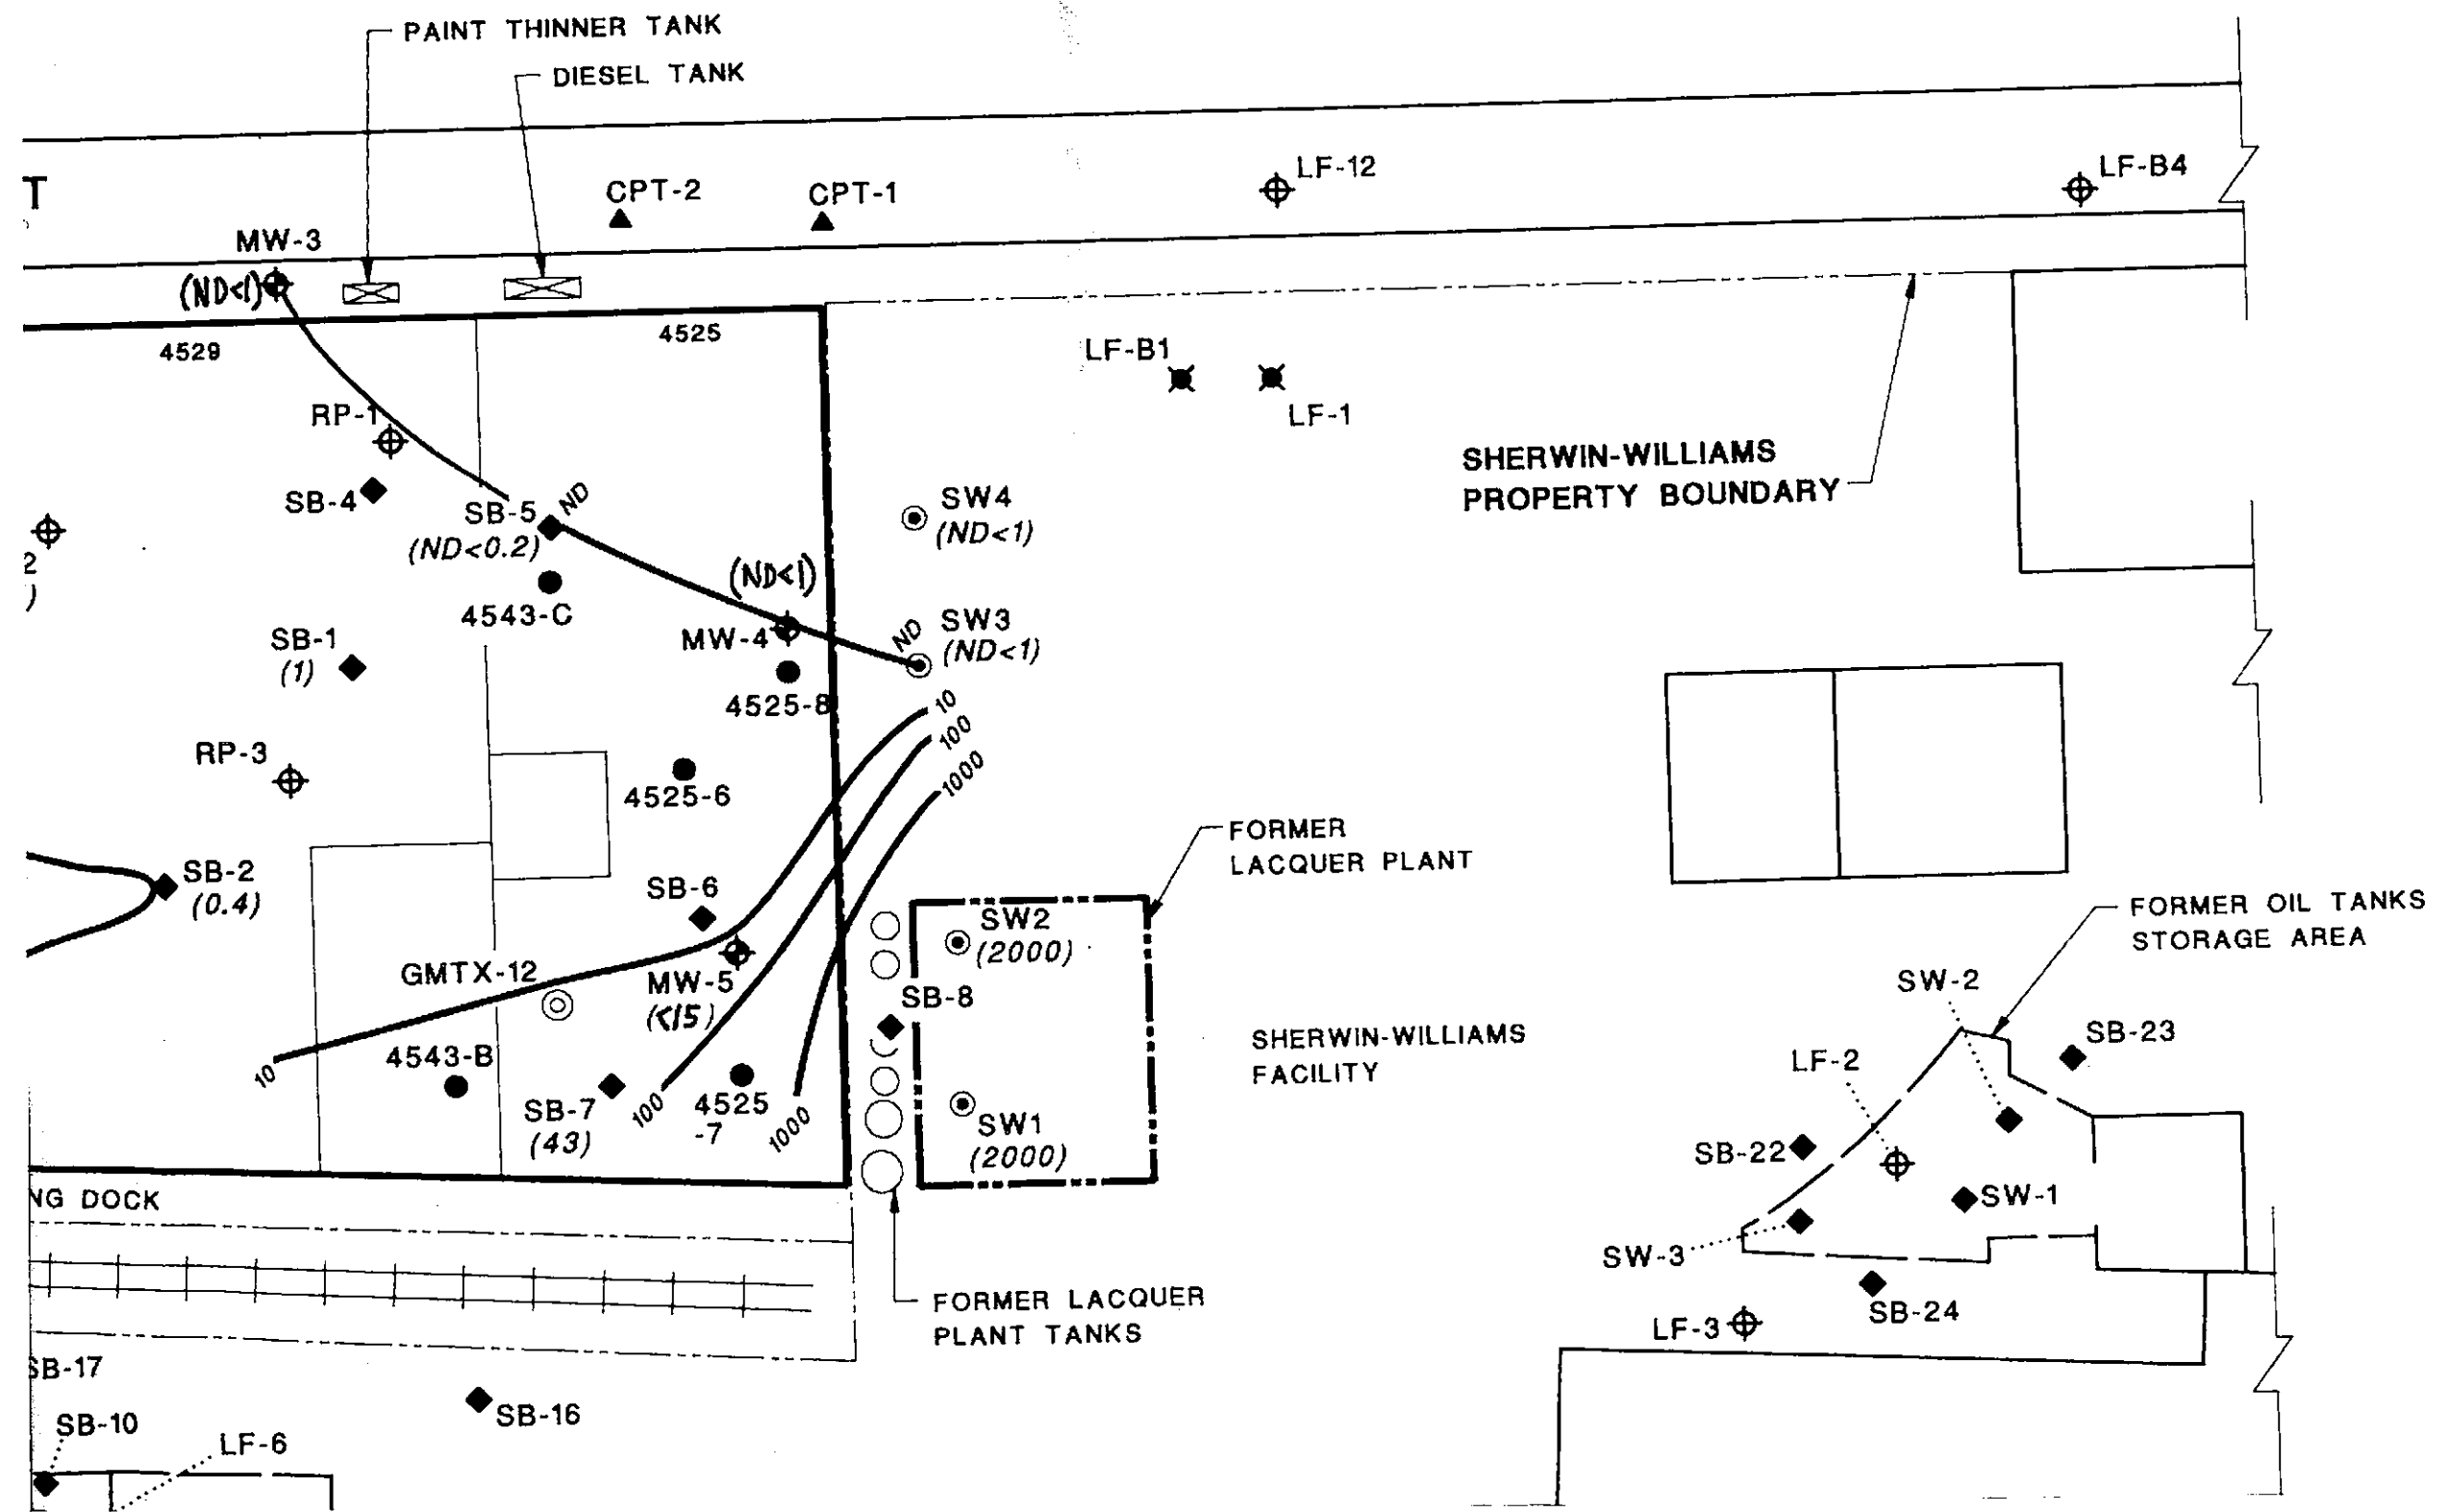 PAINT THINNER TANK
DIESEL TANK
T
LF-12
LF-B4
CPT-2
CPT-1
MW-3
(ND<1)
4529
4525
LF-B1
LF-1
RP-1
SB-4
SHERWIN-WILLIAMS
PROPERTY BOUNDARY
SB-5
ND
(ND<0.2)
SW4
(ND<1)
2
)
(ND<1)
4543-C
MW-4
ND
SW3
(ND<1)
SB-1
(1)
4525-8
10
100
1000
RP-3
4525-6
FORMER
LACQUER PLANT
SB-2
(0.4)
SB-6
SW2
(2000)
FORMER OIL TANKS
STORAGE AREA
GMTX-12
MW-5
(<15)
SB-8
SW-2
SHERWIN-WILLIAMS
FACILITY
SB-23
LF-2
10
4543-B
SB-7
(43)
100
4525
-7
1000
SW1
(2000)
SB-22
SW-1
NG DOCK
SW-3
SB-24
LF-3
FORMER LACQUER
PLANT TANKS
SB-17
SB-16
SB-10
LF-6